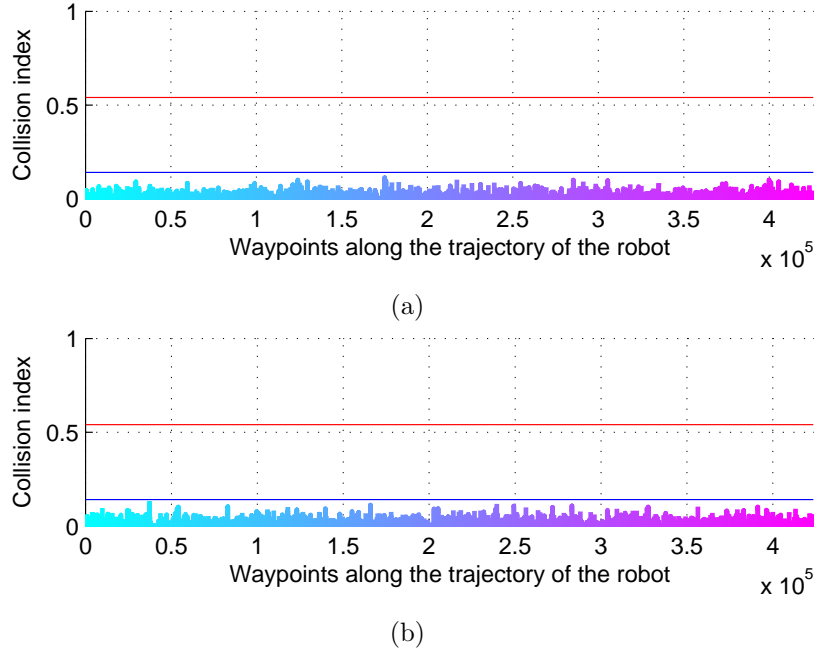 1
0.5
0
Collision index
0 0.5 1 1.5 2 2.5 3 3.5 4
Waypoints along the trajectory of the robot
x 10^5
(a)
1
0.5
0
Collision index
0 0.5 1 1.5 2 2.5 3 3.5 4
Waypoints along the trajectory of the robot
x 10^5
(b)